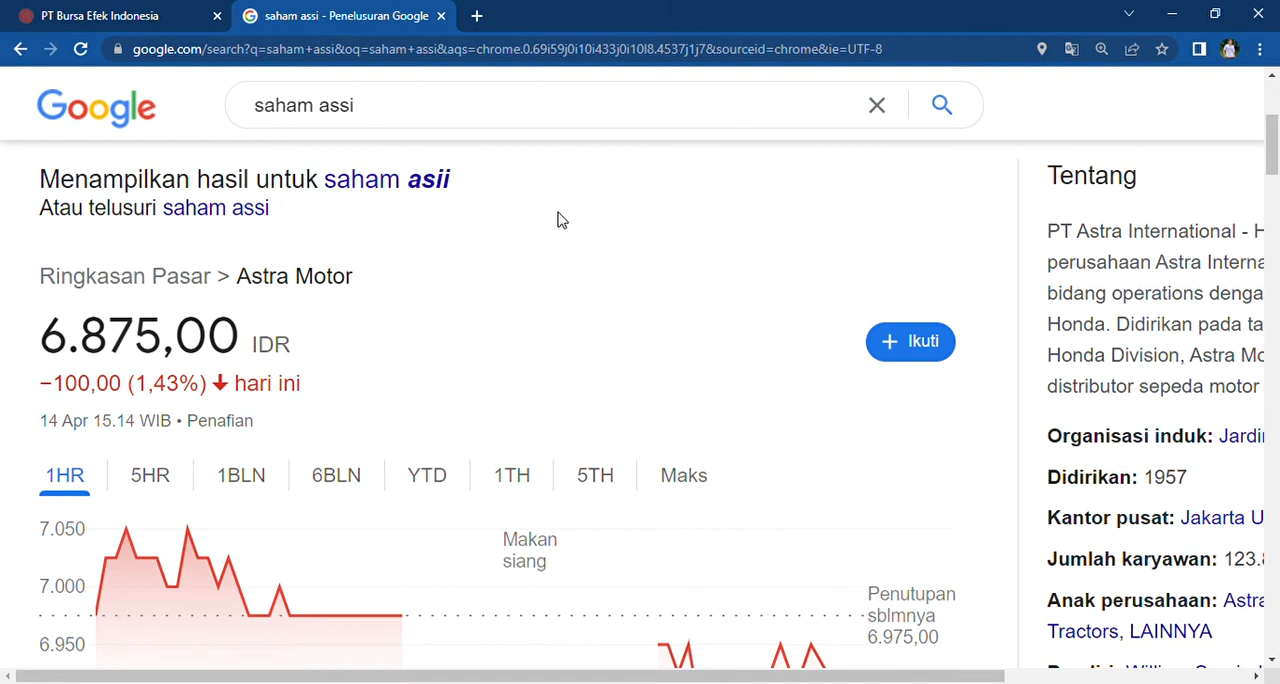 PT Bursa Efek Indonesia
saham assi - Penelusuran Google
google.com/search?q=saham+assi&oq=saham+assi&aqs=chrome.0.69i59j0i10i433j0i10l8.4537j1j7&sourceid=chrome&ie=UTF-8
Google
saham assi
Menampilkan hasil untuk saham asii
Atau telusuri saham assi
Ringkasan Pasar > Astra Motor
6.875,00 IDR
+ Ikuti
−100,00 (1,43%) ↓ hari ini
14 Apr 15.14 WIB • Penafian
1HR 5HR 1BLN 6BLN YTD 1TH 5TH Maks
7.050
7.000
6.950
Makan
siang
Penutupan
sblmnya
6.975,00
Tentang
PT Astra International - H
perusahaan Astra Interna
bidang operations denga
Honda. Didirikan pada ta
Honda Division, Astra Mo
distributor sepeda motor
Organisasi induk: Jardi
Didirikan: 1957
Kantor pusat: Jakarta U
Jumlah karyawan: 123.
Anak perusahaan: Astra
Tractors, LAINNYA